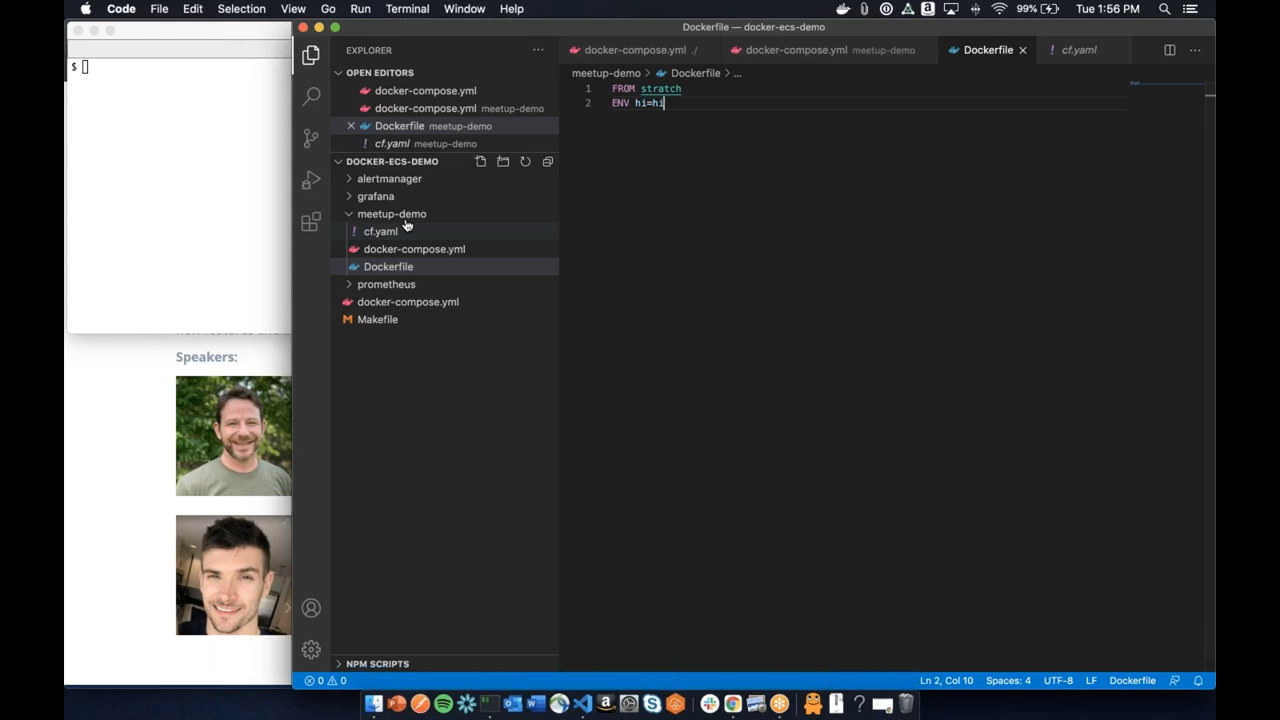 Code File Edit Selection View Go Run Terminal Window Help 99% Tue 1:56 PM
Dockerfile — docker-ecs-demo
EXPLORER
docker-compose.yml ./ docker-compose.yml meetup-demo Dockerfile cf.yaml
OPEN EDITORS
docker-compose.yml
docker-compose.yml meetup-demo
Dockerfile meetup-demo
cf.yaml meetup-demo
DOCKER-ECS-DEMO
alertmanager
grafana
meetup-demo
cf.yaml
docker-compose.yml
Dockerfile
prometheus
docker-compose.yml
Makefile
NPM SCRIPTS
meetup-demo > Dockerfile > ...
1 FROM stratch
2 ENV hi=hi
$
Speakers:
0 0 Ln 2, Col 10 Spaces: 4 UTF-8 LF Dockerfile